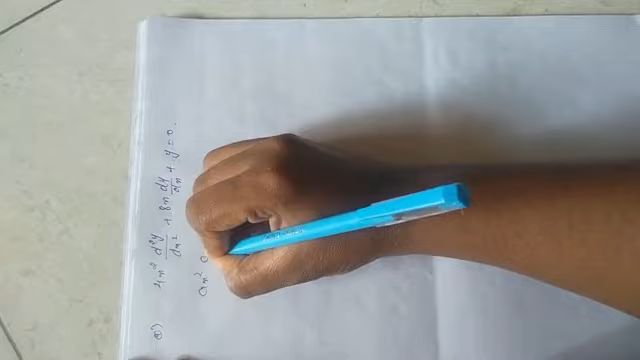 Q) 4x² d²y/dx² + 8x dy/dx + y = 0.